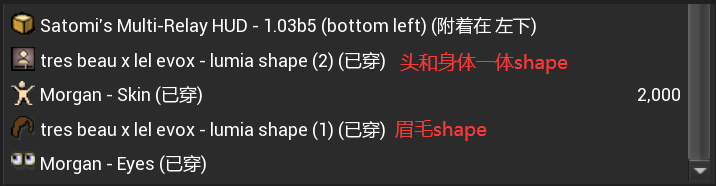 Satomi's Multi-Relay HUD - 1.03b5 (bottom left) (附着在 左下)
tres beau x lel evox - lumia shape (2) (已穿) 头和身体一体shape
Morgan - Skin (已穿) 2,000
tres beau x lel evox - lumia shape (1) (已穿) 眉毛shape
Morgan - Eyes (已穿)